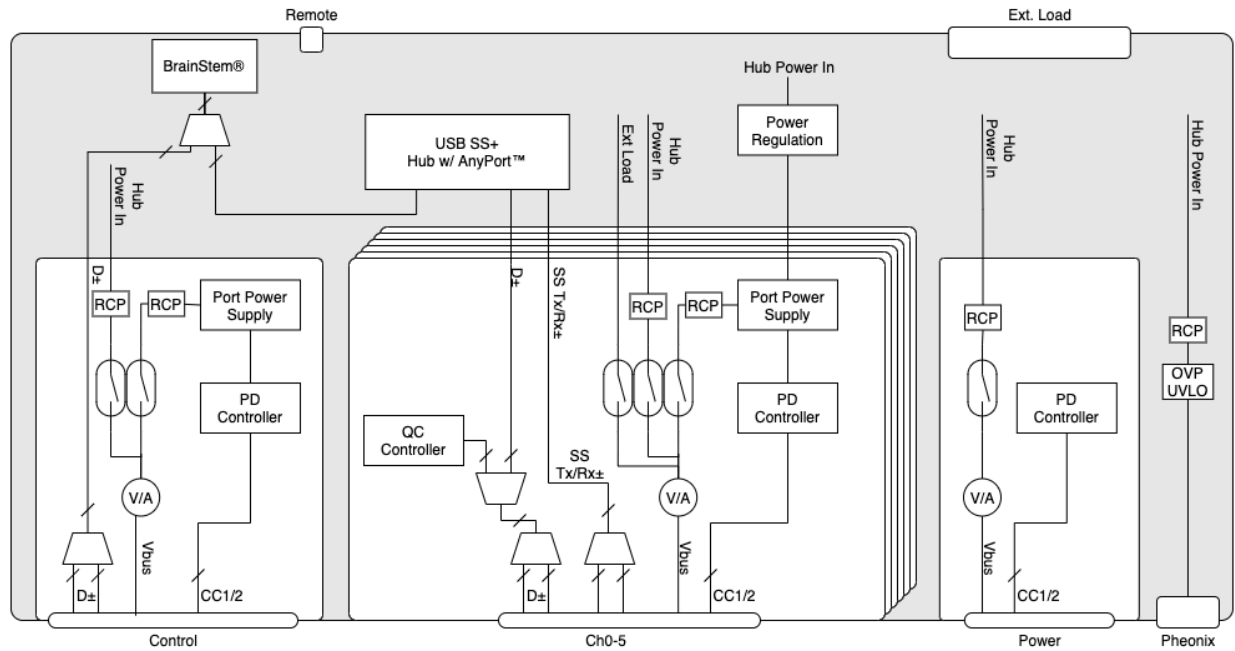 Remote
Ext. Load
BrainStem®
Hub Power In
USB SS+
Hub w/ AnyPort™
Power
Regulation
Hub
Power In
Ext Load
Hub
Power In
Hub
Power In
Hub Power In
D±
RCP
RCP
Port Power
Supply
PD
Controller
V/A
Vbus
D±
CC1/2
Control
D±
SS Tx/Rx±
RCP
RCP
Port Power
Supply
PD
Controller
QC
Controller
SS
Tx/Rx±
V/A
Vbus
D±
CC1/2
Ch0-5
RCP
PD
Controller
V/A
Vbus
CC1/2
Power
RCP
OVP
UVLO
Pheonix